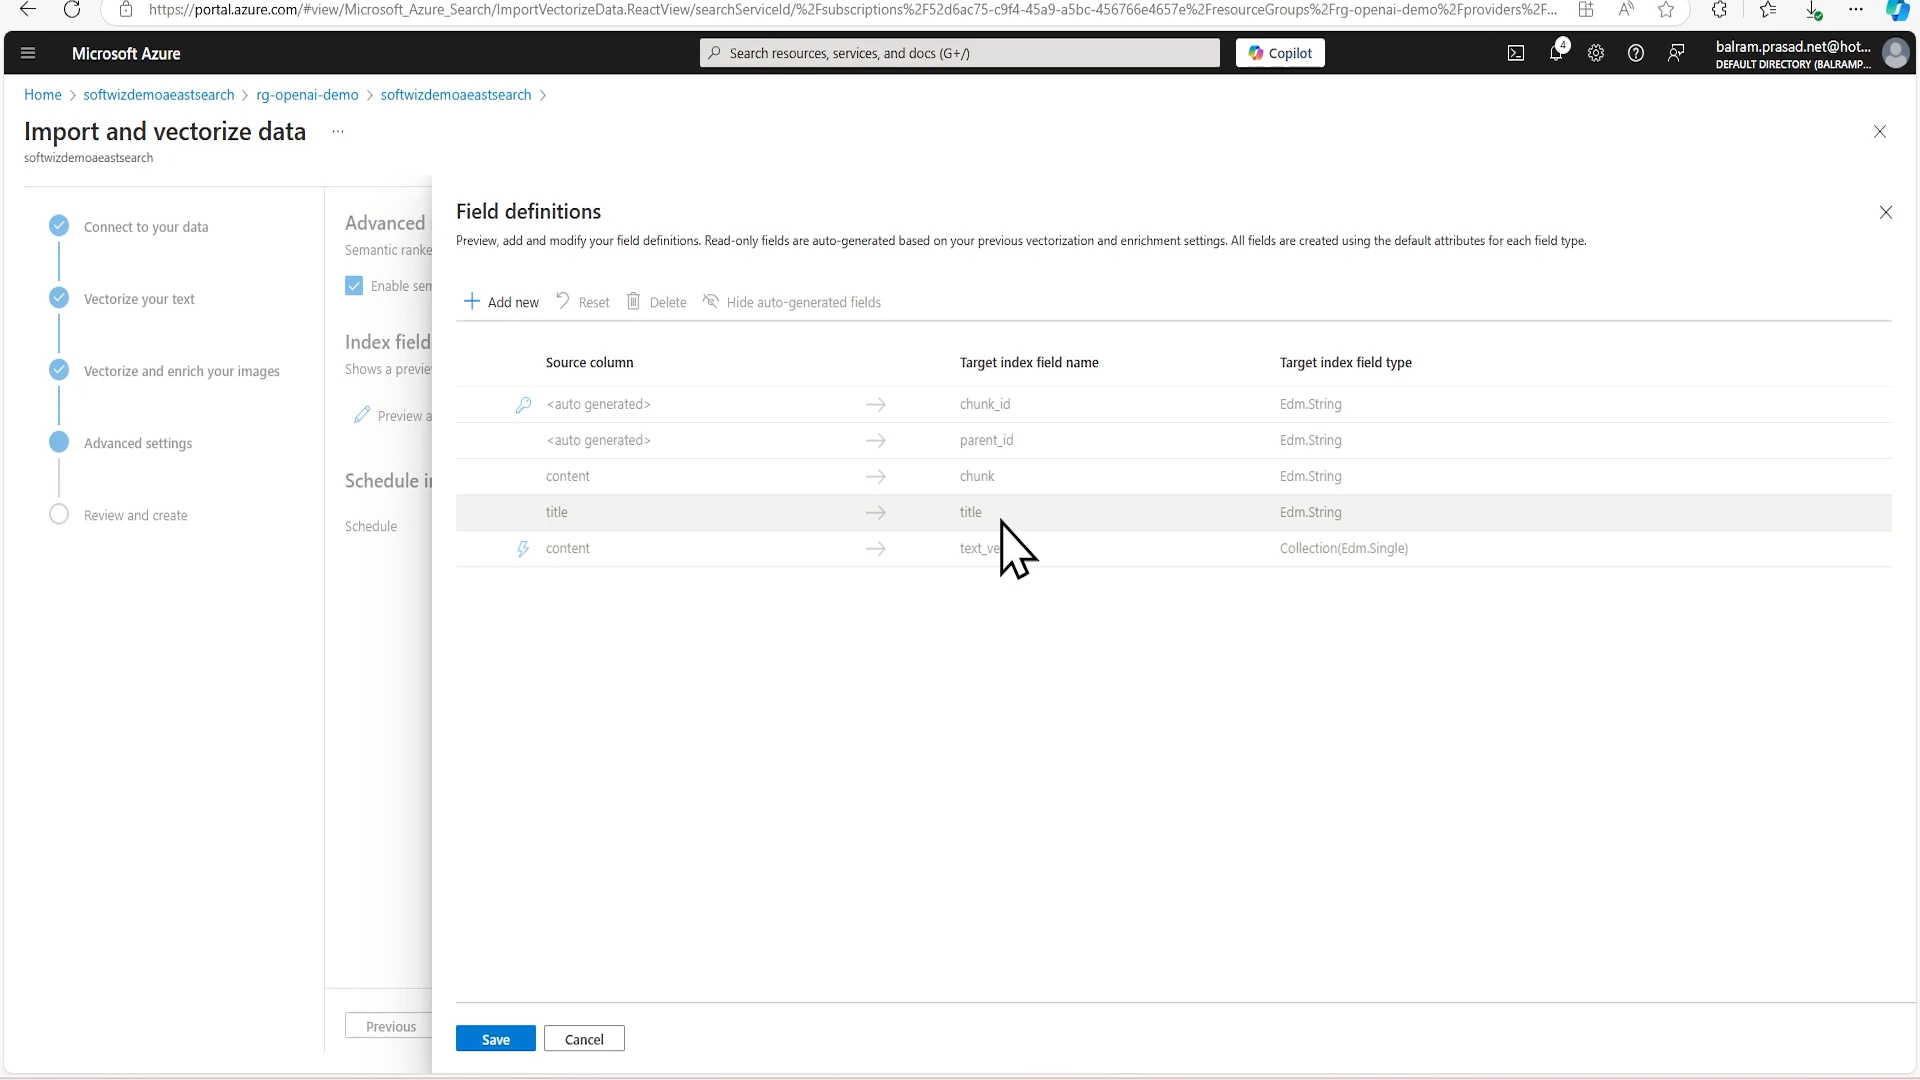 https://portal.azure.com/#view/Microsoft_Azure_Search/ImportVectorizeData.ReactView/searchServiceId/%2Fsubscriptions%2F52d6ac75-c9f4-45a9-a5bc-456766e4657e%2FresourceGroups%2Frg-openai-demo%2Fproviders%2F...
Microsoft Azure
Search resources, services, and docs (G+/)
Copilot
4
balram.prasad.net@hot...
DEFAULT DIRECTORY (BALRAMP...
Home > softwizdemoaeastsearch > rg-openai-demo > softwizdemoaeastsearch >
Import and vectorize data ...
softwizdemoaeastsearch
Connect to your data
Vectorize your text
Vectorize and enrich your images
Advanced settings
Review and create
Advanced
Semantic ranke
Enable sem
Index field
Shows a previe
Preview a
Schedule in
Schedule
Previous
Field definitions
Preview, add and modify your field definitions. Read-only fields are auto-generated based on your previous vectorization and enrichment settings. All fields are created using the default attributes for each field type.
Add new Reset Delete Hide auto-generated fields
Source column Target index field name Target index field type
<auto generated> chunk_id Edm.String
<auto generated> parent_id Edm.String
content chunk Edm.String
title title Edm.String
content text_ve Collection(Edm.Single)
Save Cancel